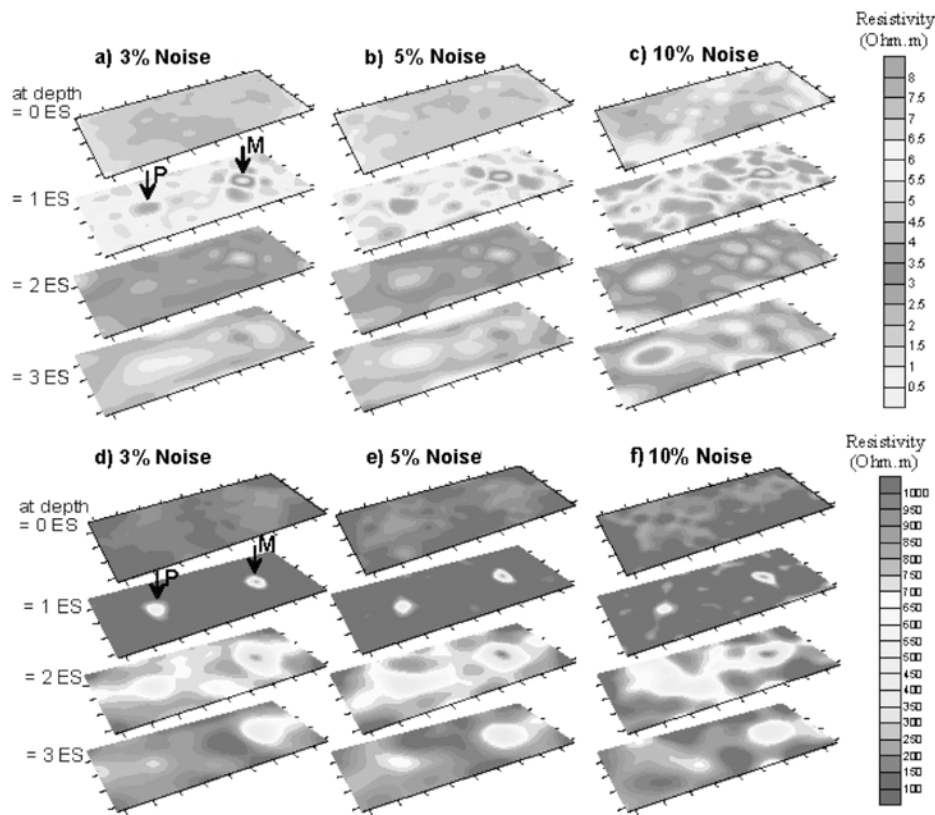 Resistivity
(Ohm.m)
a) 3% Noise
b) 5% Noise
c) 10% Noise
at depth
= 0 ES
P
M
= 1 ES
= 2 ES
= 3 ES
8
7.5
7
6.5
6
5.5
5
4.5
4
3.5
3
2.5
2
1.5
1
0.5
Resistivity
(Ohm.m)
d) 3% Noise
e) 5% Noise
f) 10% Noise
at depth
= 0 ES
P
M
= 1 ES
= 2 ES
= 3 ES
1000
950
900
850
800
750
700
650
600
550
500
450
400
350
300
250
200
150
100